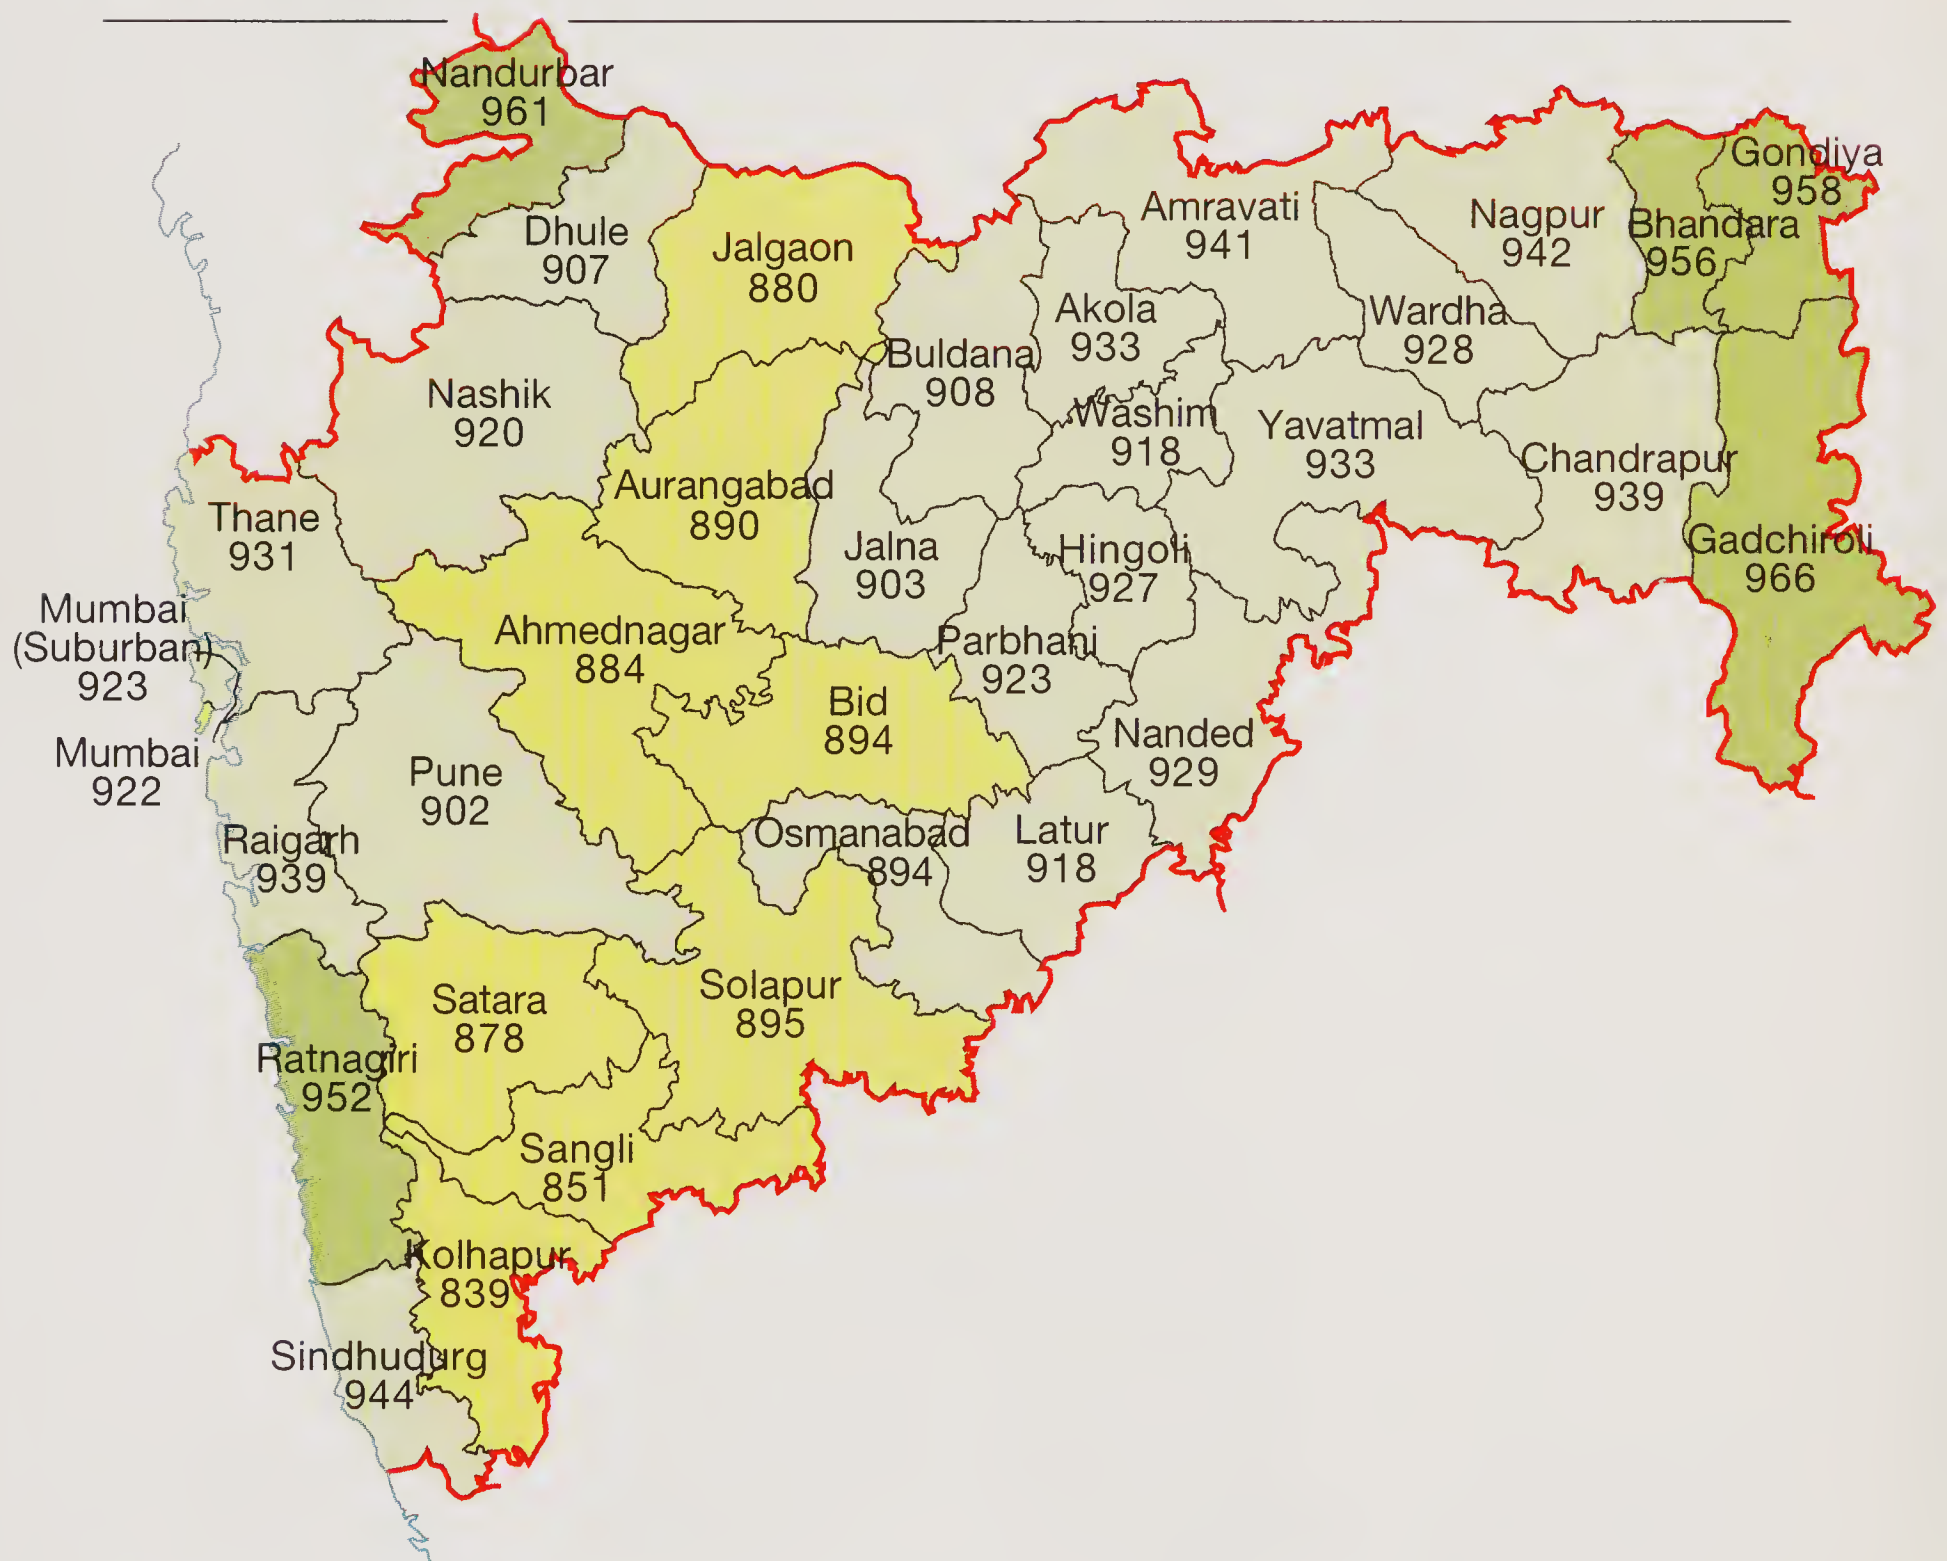 Nandurbar
961
Gondiya
958
Dhule
907
Jalgaon
880
Amravati
941
Nagpur
942
Bhandara
956
Akola
933
Wardha
928
Buldana
908
Nashik
920
Washim
918
Yavatmal
933
Chandrapur
939
Aurangabad
890
Thane
931
Jalna
903
Hingoli
927
Gadchiroli
966
Mumbai
(Suburban)
923
Ahmednagar
884
Parbhani
923
Bid
894
Nanded
929
Mumbai
922
Pune
902
Raigarh
939
Osmanabad
894
Latur
918
Satara
878
Solapur
895
Ratnagiri
952
Sangli
851
Kolhapur
839
Sindhudurg
944